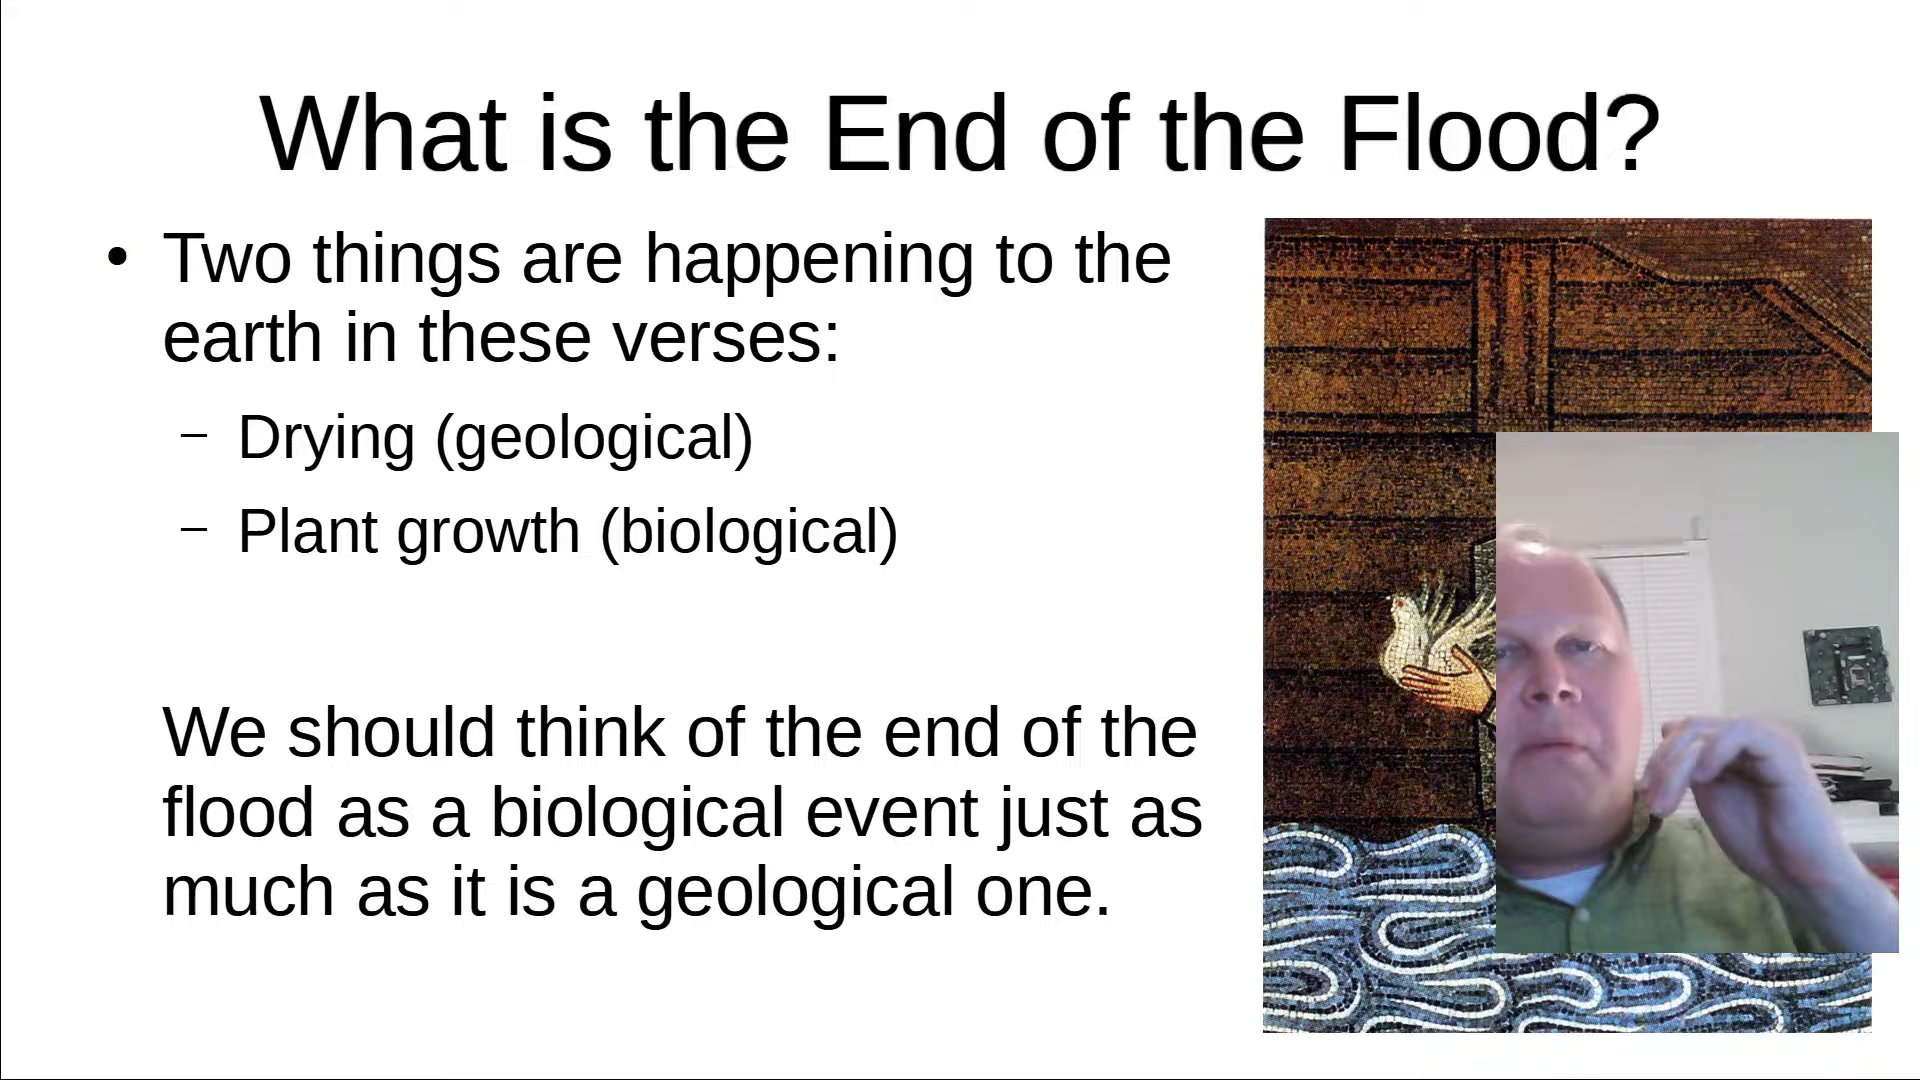 What is the End of the Flood?
• Two things are happening to the
earth in these verses:
– Drying (geological)
– Plant growth (biological)
We should think of the end of the
flood as a biological event just as
much as it is a geological one.